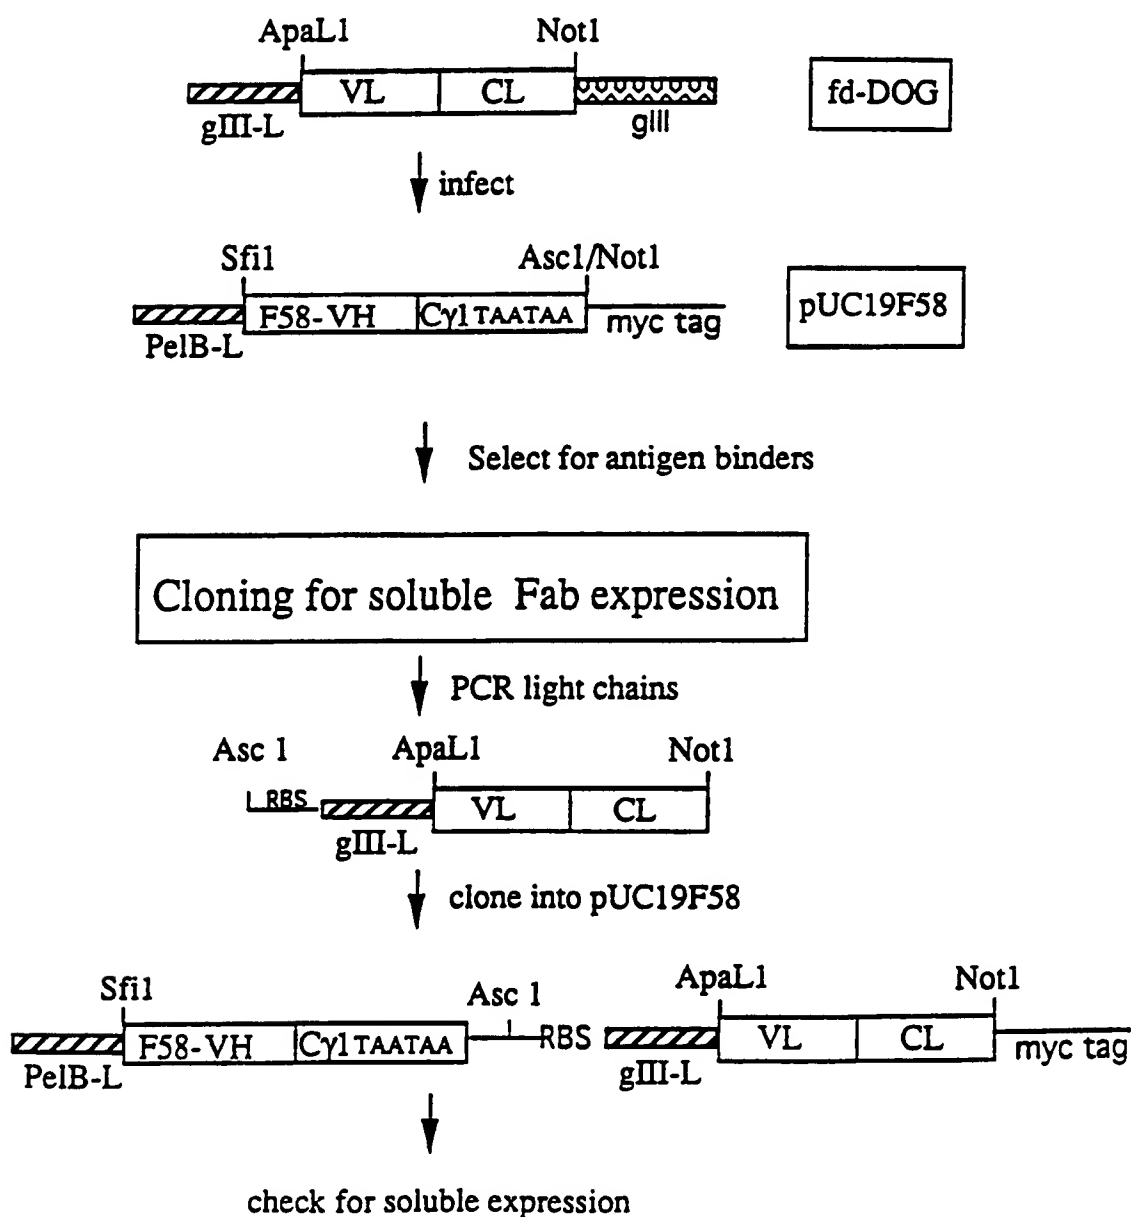 ApaL1 Not1
VL CL fd-DOG
gIII-L gIII
infect
Sfi1 Asc1/Not1
F58-VH Cγ1 TAATAA myc tag pUC19F58
PelB-L
Select for antigen binders
Cloning for soluble Fab expression
PCR light chains
Asc 1 ApaL1 Not1
RBS VL CL
gIII-L
clone into pUC19F58
Sfi1 Asc 1 ApaL1 Not1
F58-VH Cγ1 TAATAA RBS VL CL myc tag
PelB-L gIII-L
check for soluble expression